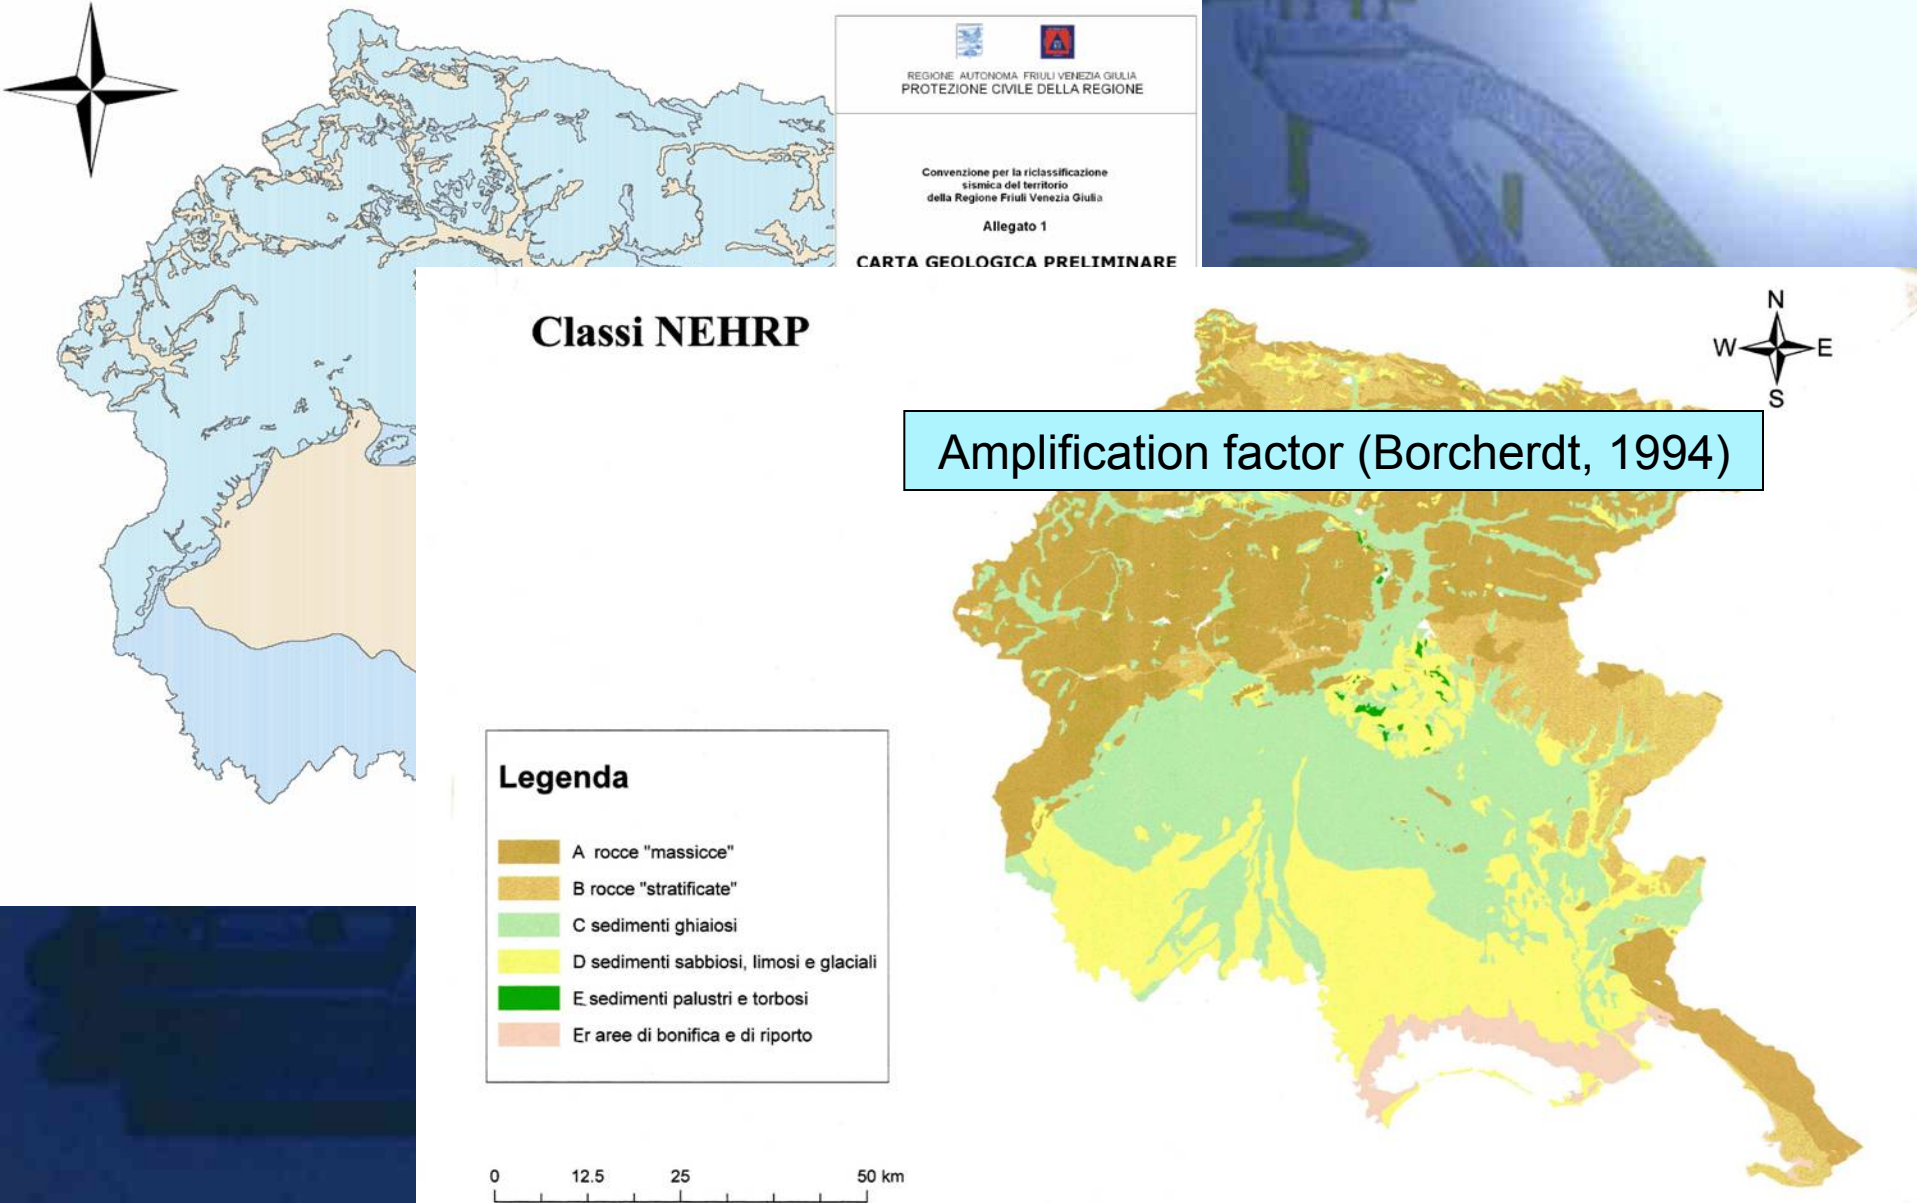 REGIONE AUTONOMA FRIULI VENEZIA GIULIA
PROTEZIONE CIVILE DELLA REGIONE
Convenzione per la riclassificazione
sismica del territorio
della Regione Friuli Venezia Giulia
Allegato 1
CARTA GEOLOGICA PRELIMINARE
Classi NEHRP
N
W E
S
Amplification factor (Borcherdt, 1994)
Legenda
A rocce "massicce"
B rocce "stratificate"
C sedimenti ghiaiosi
D sedimenti sabbiosi, limosi e glaciali
E sedimenti palustri e torbosi
Er aree di bonifica e di riporto
0 12.5 25 50 km